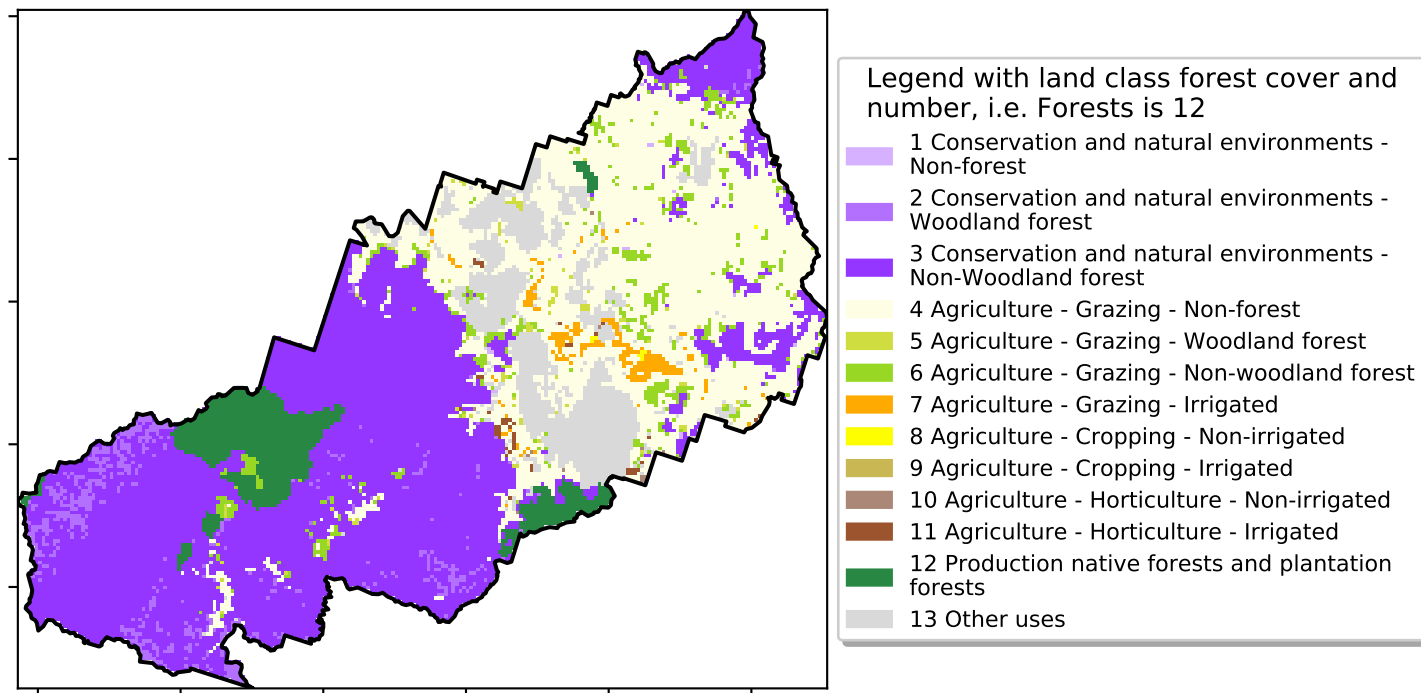 Legend with land class forest cover and
number, i.e. Forests is 12
1 Conservation and natural environments -
Non-forest
2 Conservation and natural environments -
Woodland forest
3 Conservation and natural environments -
Non-Woodland forest
4 Agriculture - Grazing - Non-forest
5 Agriculture - Grazing - Woodland forest
6 Agriculture - Grazing - Non-woodland forest
7 Agriculture - Grazing - Irrigated
8 Agriculture - Cropping - Non-irrigated
9 Agriculture - Cropping - Irrigated
10 Agriculture - Horticulture - Non-irrigated
11 Agriculture - Horticulture - Irrigated
12 Production native forests and plantation
forests
13 Other uses